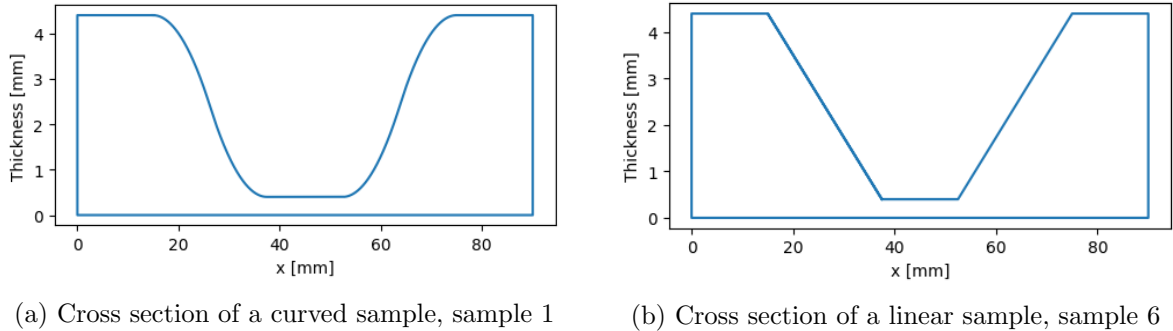 Thickness [mm]
4
3
2
1
0
0 20 40 60 80
x [mm]
(a) Cross section of a curved sample, sample 1
Thickness [mm]
4
3
2
1
0
0 20 40 60 80
x [mm]
(b) Cross section of a linear sample, sample 6